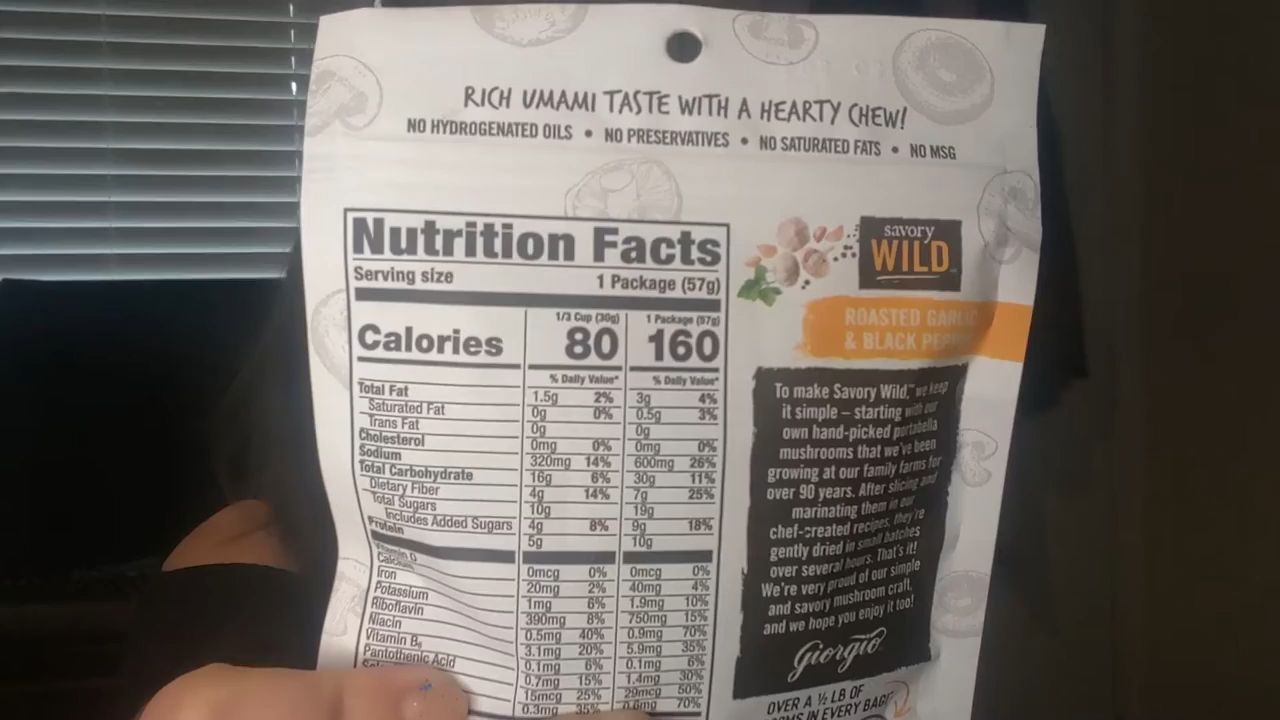 RICH UMAMI TASTE WITH A HEARTY CHEW!
NO HYDROGENATED OILS • NO PRESERVATIVES • NO SATURATED FATS • NO MSG
Nutrition Facts
Serving size 1 Package (57g)
1/3 Cup (30g) 1 Package (57g)
Calories 80 160
% Daily Value* % Daily Value*
Total Fat 1.5g 2% 3g 4%
Saturated Fat 0g 0% 0.5g 3%
Trans Fat 0g 0g
Cholesterol 0mg 0% 0mg 0%
Sodium 320mg 14% 600mg 26%
Total Carbohydrate 16g 6% 30g 11%
Dietary Fiber 4g 14% 7g 25%
Total Sugars 10g 19g
Includes Added Sugars 4g 8% 9g 18%
Protein 5g 10g
Vitamin D 0mcg 0% 0mcg 0%
Calcium 20mg 2% 40mg 4%
Iron 1mg 6% 1.9mg 10%
Potassium 390mg 8% 750mg 15%
Riboflavin 0.5mg 40% 0.9mg 70%
Niacin 3.1mg 20% 5.9mg 35%
Vitamin B6 0.1mg 6% 0.1mg 6%
Pantothenic Acid 0.7mg 15% 1.4mg 30%
15mcg 25% 29mcg 50%
0.3mg 35% 0.6mg 70%
savory
WILD
ROASTED GARLIC
& BLACK
To make Savory Wild,™ we keep
it simple – starting with our
own hand-picked portabella
mushrooms that we've been
growing at our family farms for
over 90 years. After slicing and
marinating them in our
chef-created recipes, they're
gently dried in small batches
over several hours. That's it!
We're very proud of our simple
and savory mushroom craft,
and we hope you enjoy it too!
Giorgio
OVER A ½ LB OF
IN EVERY BAG!